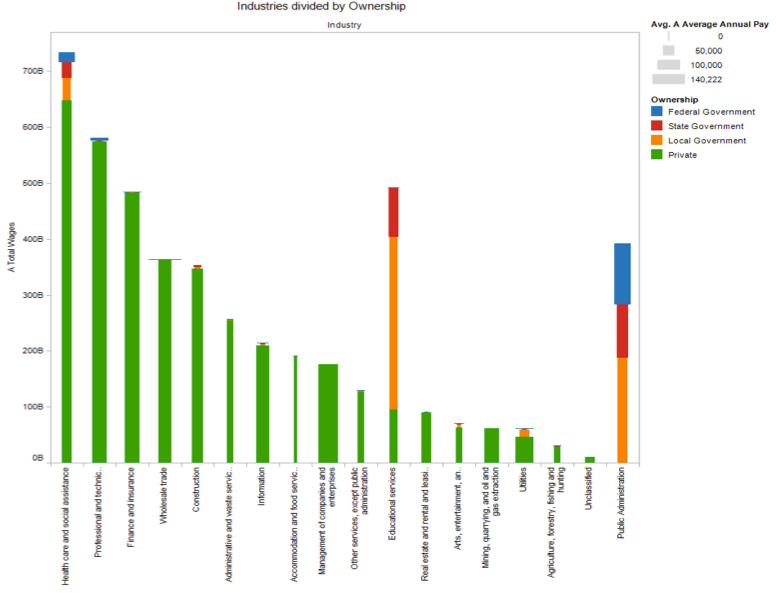 Industries divided by Ownership
Industry
Avg. A Average Annual Pay
0
50,000
100,000
140,222
Ownership
Federal Government
State Government
Local Government
Private
A Total Wages
700B
600B
500B
400B
300B
200B
100B
0B
Health care and social assistance
Professional and technic..
Finance and insurance
Wholesale trade
Construction
Administrative and waste servic..
Information
Accommodation and food servic..
Management of companies and
enterprises
Other services, except public
administration
Educational services
Real estate and rental and leasi..
Arts, entertainment, an..
Mining, quarrying, and oil and
gas extraction
Utilities
Agriculture, forestry, fishing and
hunting
Unclassified
Public Administration